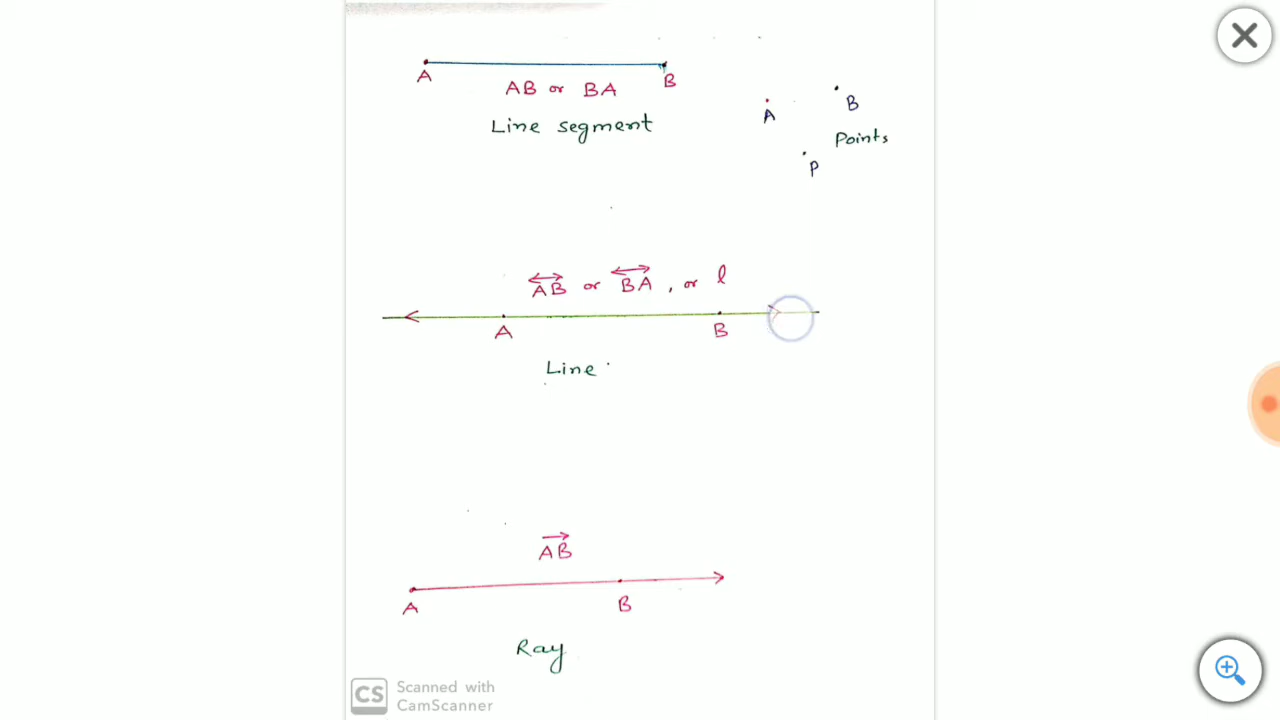 A
B
AB or BA
Line segment
A
B
Points
P
AB or BA, or l
A
B
Line
AB
A
B
Ray
CS Scanned with
CamScanner